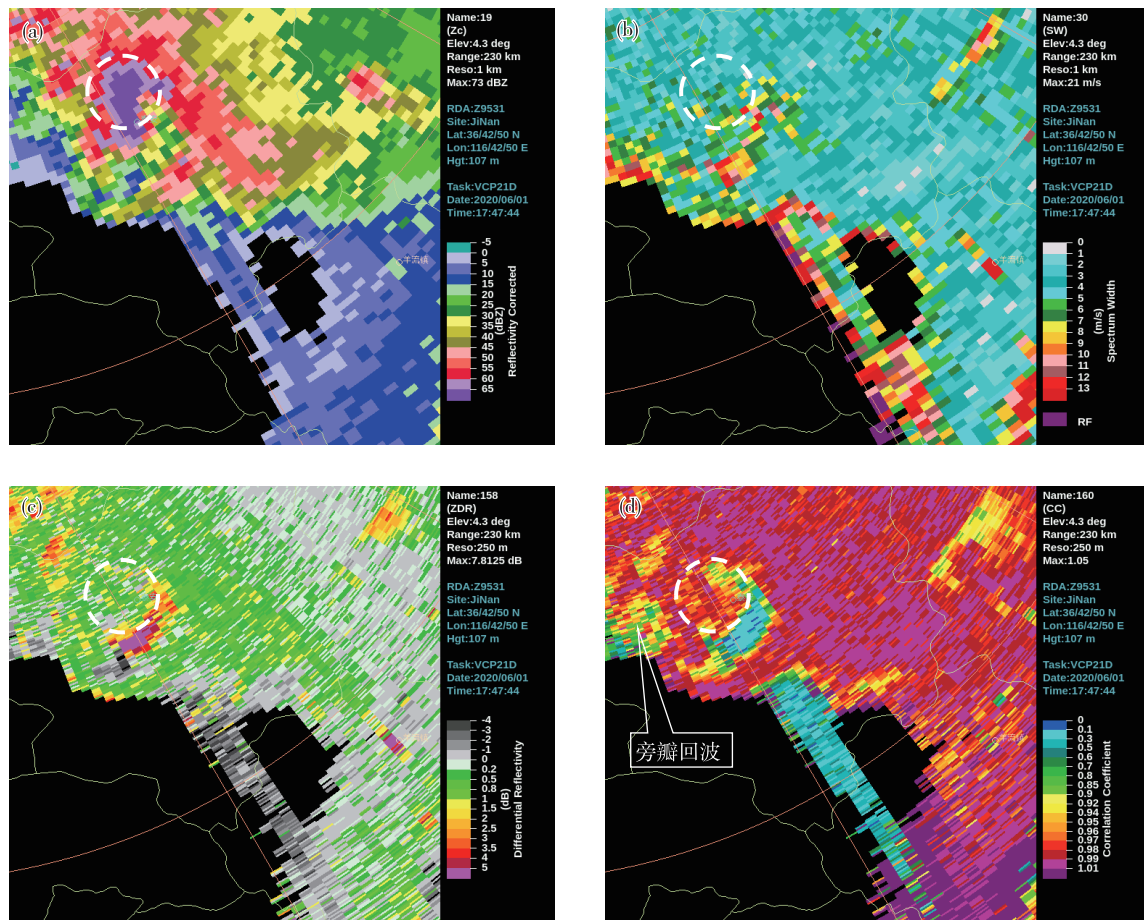 (a)
Name:19
(Zc)
Elev:4.3 deg
Range:230 km
Reso:1 km
Max:73 dBZ
RDA:Z9531
Site:JiNan
Lat:36/42/50 N
Lon:116/42/50 E
Hgt:107 m
Task:VCP21D
Date:2020/06/01
Time:17:47:44
-5
0
5
10
15
20
25
30
35
40
45
50
55
60
65
(dBZ)
Reflectivity Corrected
羊流镇
(b)
Name:30
(SW)
Elev:4.3 deg
Range:230 km
Reso:1 km
Max:21 m/s
RDA:Z9531
Site:JiNan
Lat:36/42/50 N
Lon:116/42/50 E
Hgt:107 m
Task:VCP21D
Date:2020/06/01
Time:17:47:44
0
1
2
3
4
5
6
7
8
9
10
11
12
13
RF
(m/s)
Spectrum Width
羊流镇
(c)
Name:158
(ZDR)
Elev:4.3 deg
Range:230 km
Reso:250 m
Max:7.8125 dB
RDA:Z9531
Site:JiNan
Lat:36/42/50 N
Lon:116/42/50 E
Hgt:107 m
Task:VCP21D
Date:2020/06/01
Time:17:47:44
-4
-3
-2
-1
0
0.2
0.5
0.8
1
1.5
2
2.5
3
3.5
4
5
(dB)
Differential Reflectivity
(d)
Name:160
(CC)
Elev:4.3 deg
Range:230 km
Reso:250 m
Max:1.05
RDA:Z9531
Site:JiNan
Lat:36/42/50 N
Lon:116/42/50 E
Hgt:107 m
Task:VCP21D
Date:2020/06/01
Time:17:47:44
0
0.1
0.3
0.5
0.6
0.7
0.8
0.85
0.9
0.92
0.94
0.95
0.96
0.97
0.98
0.99
1.01
Correlation Coefficient
旁瓣回波